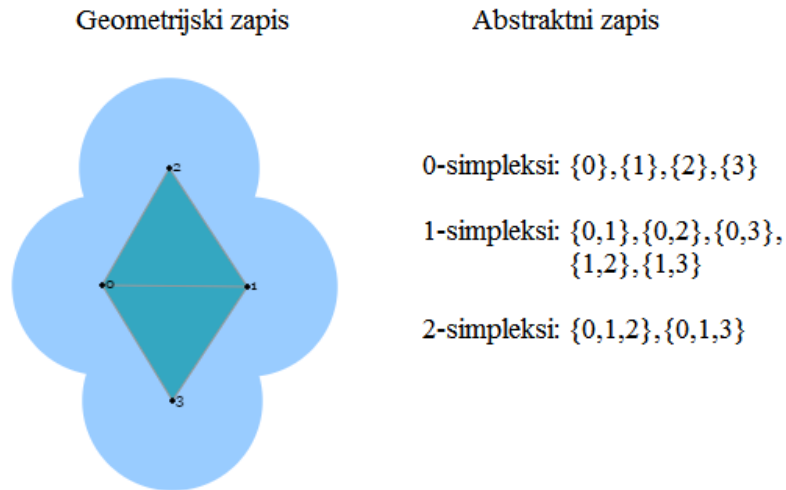 Geometrijski zapis
Abstraktni zapis
2
0
1
3
0-simpleksi: {0},{1},{2},{3}
1-simpleksi: {0,1},{0,2},{0,3},
{1,2},{1,3}
2-simpleksi: {0,1,2},{0,1,3}